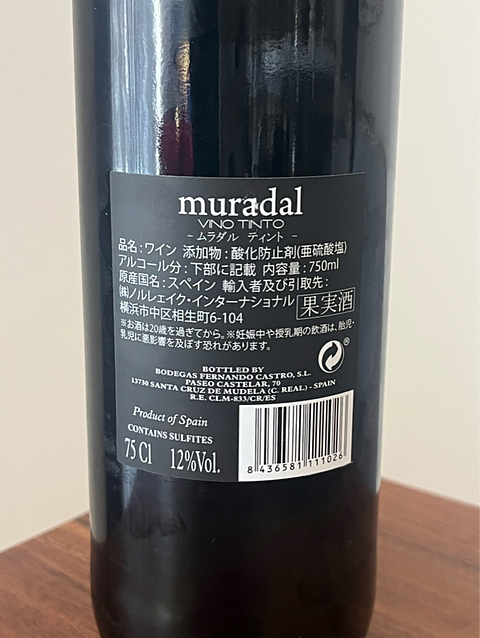 muradal
VINO TINTO
- ムラダル ティント -
品名:ワイン 添加物:酸化防止剤(亜硫酸塩)
アルコール分:下部に記載 内容量:750ml
原産国名:スペイン 輸入者及び引取先:
㈱ノルレェイク・インターナショナル
横浜市中区相生町6-104
果実酒
※お酒は20歳を過ぎてから。※妊娠中や授乳期の飲酒は、胎児・
乳児に悪影響を及ぼす恐れがあります。
®
BOTTLED BY
BODEGAS FERNANDO CASTRO, S.L.
PASEO CASTELAR, 70
13730 SANTA CRUZ DE MUDELA (C. REAL) - SPAIN
R.E. CLM-833/CR/ES
Product of Spain
CONTAINS SULFITES
75 Cl 12%Vol.
8 436581 111026